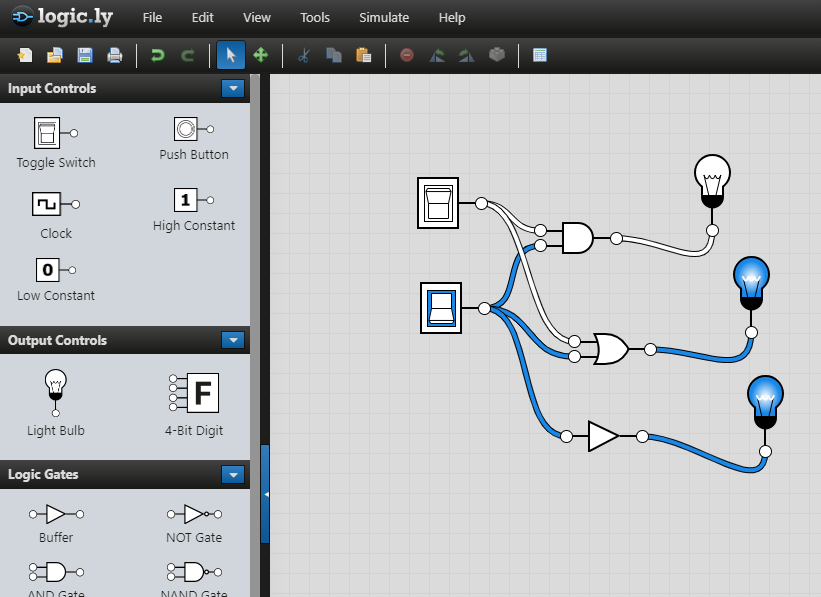 logic.ly
File Edit View Tools Simulate Help
Input Controls
Toggle Switch
Push Button
Clock
1
High Constant
0
Low Constant
Output Controls
Light Bulb
F
4-Bit Digit
Logic Gates
Buffer
NOT Gate
AND Gate
NAND Gate